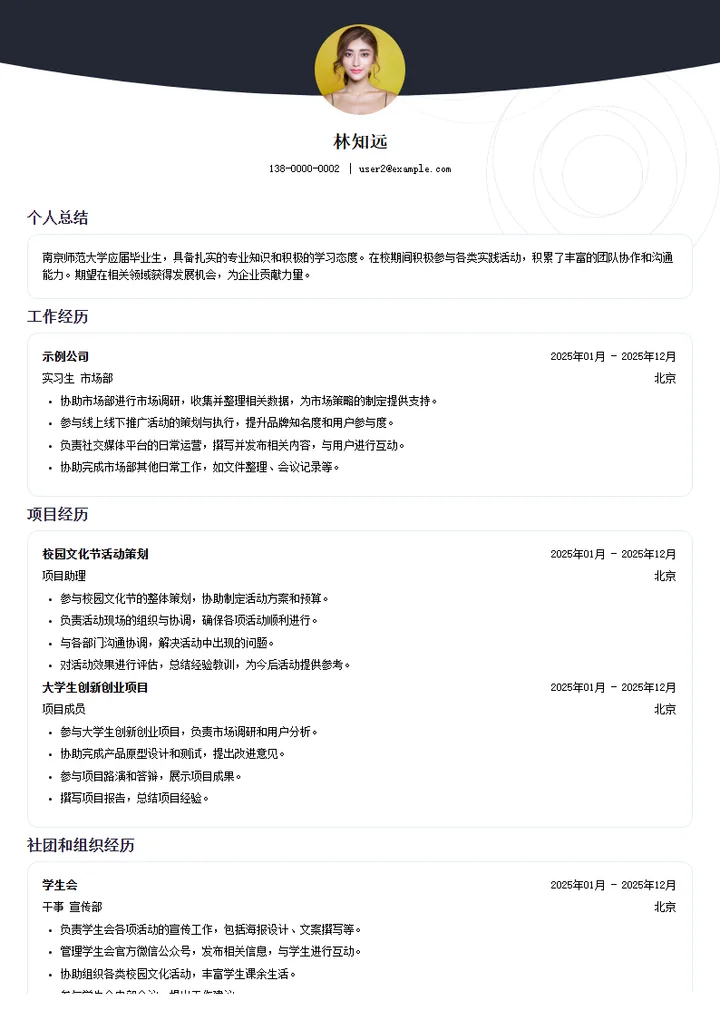 林知远
138-0000-0002 | user2@example.com
个人总结
南京师范大学应届毕业生，具备扎实的专业知识和积极的学习态度。在校期间积极参与各类实践活动，积累了丰富的团队协作和沟通
能力。期望在相关领域获得发展机会，为企业贡献力量。
工作经历
示例公司 2025年01月 - 2025年12月
实习生 市场部 北京
• 协助市场部进行市场调研，收集并整理相关数据，为市场策略的制定提供支持。
• 参与线上线下推广活动的策划与执行，提升品牌知名度和用户参与度。
• 负责社交媒体平台的日常运营，撰写并发布相关内容，与用户进行互动。
• 协助完成市场部其他日常工作，如文件整理、会议记录等。
项目经历
校园文化节活动策划 2025年01月 - 2025年12月
项目助理 北京
• 参与校园文化节的整体策划，协助制定活动方案和预算。
• 负责活动现场的组织与协调，确保各项活动顺利进行。
• 与各部门沟通协调，解决活动中出现的问题。
• 对活动效果进行评估，总结经验教训，为今后活动提供参考。
大学生创新创业项目 2025年01月 - 2025年12月
项目成员 北京
• 参与大学生创新创业项目，负责市场调研和用户分析。
• 协助完成产品原型设计和测试，提出改进意见。
• 参与项目路演和答辩，展示项目成果。
• 撰写项目报告，总结项目经验。
社团和组织经历
学生会 2025年01月 - 2025年12月
干事 宣传部 北京
• 负责学生会各项活动的宣传工作，包括海报设计、文案撰写等。
• 管理学生会官方微信公众号，发布相关信息，与学生进行互动。
• 协助组织各类校园文化活动，丰富学生课余生活。